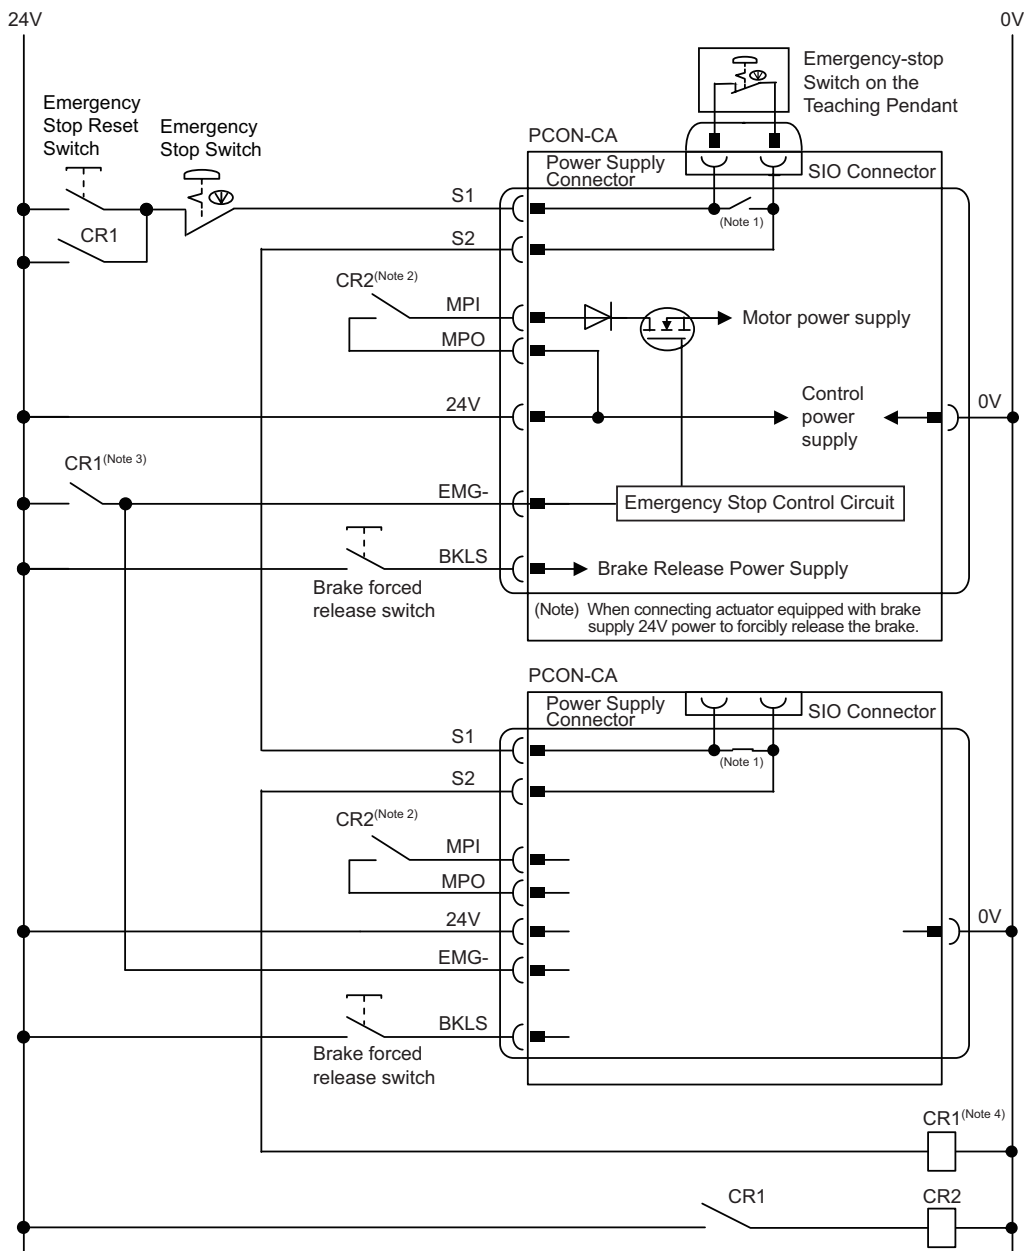 24V
0V
Emergency-stop
Switch on the
Teaching Pendant
Emergency
Stop Reset
Switch
Emergency
Stop Switch
PCON-CA
Power Supply
Connector
SIO Connector
S1
(Note 1)
CR1
S2
CR2(Note 2)
MPI
Motor power supply
MPO
24V
Control
power
supply
0V
CR1(Note 3)
EMG-
Emergency Stop Control Circuit
BKLS
Brake Release Power Supply
Brake forced
release switch
(Note) When connecting actuator equipped with brake
supply 24V power to forcibly release the brake.
PCON-CA
Power Supply
Connector
SIO Connector
S1
(Note 1)
S2
CR2(Note 2)
MPI
MPO
24V
0V
EMG-
BKLS
Brake forced
release switch
CR1(Note 4)
CR1
CR2